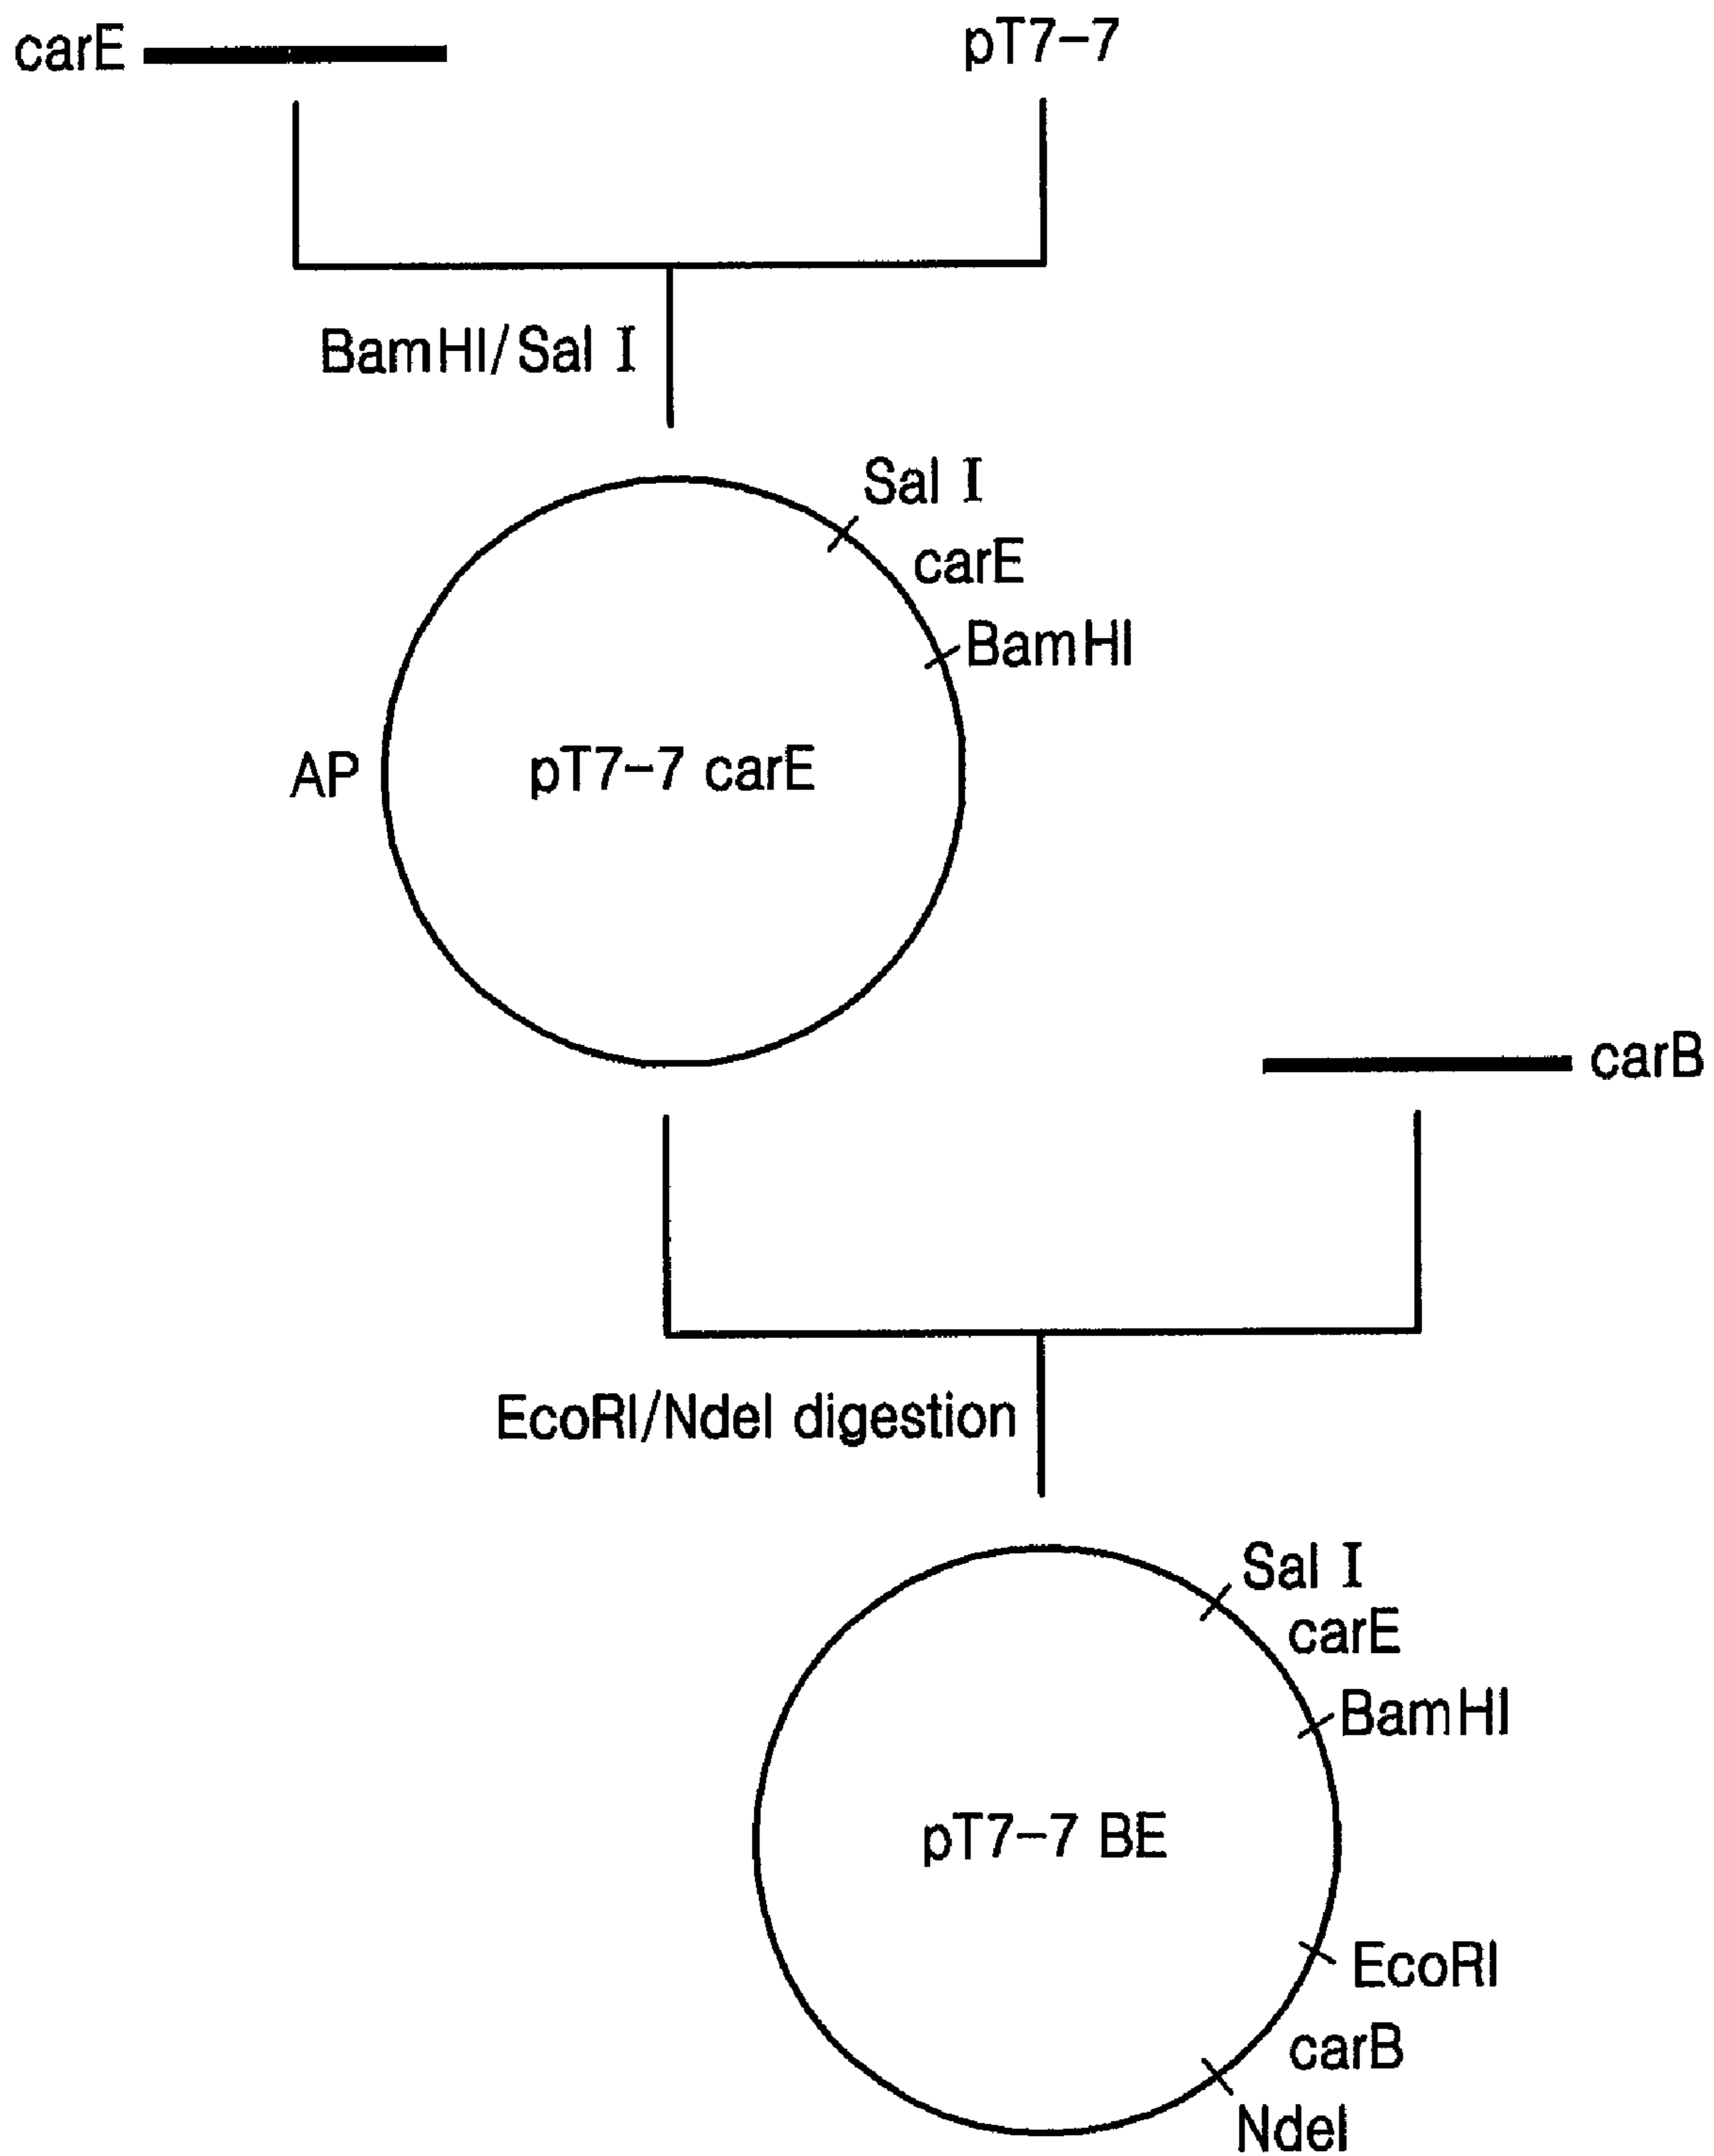 carE
pT7-7
BamHI/Sal I
Sal I
carE
BamHI
AP
pT7-7 carE
carB
EcoRI/NdeI digestion
Sal I
carE
BamHI
pT7-7 BE
EcoRI
carB
NdeI